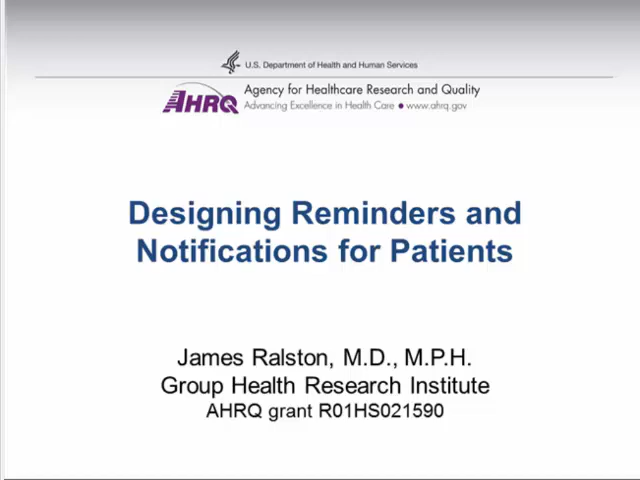 U.S. Department of Health and Human Services
AHRQ
Agency for Healthcare Research and Quality
Advancing Excellence in Health Care • www.ahrq.gov
Designing Reminders and
Notifications for Patients
James Ralston, M.D., M.P.H.
Group Health Research Institute
AHRQ grant R01HS021590